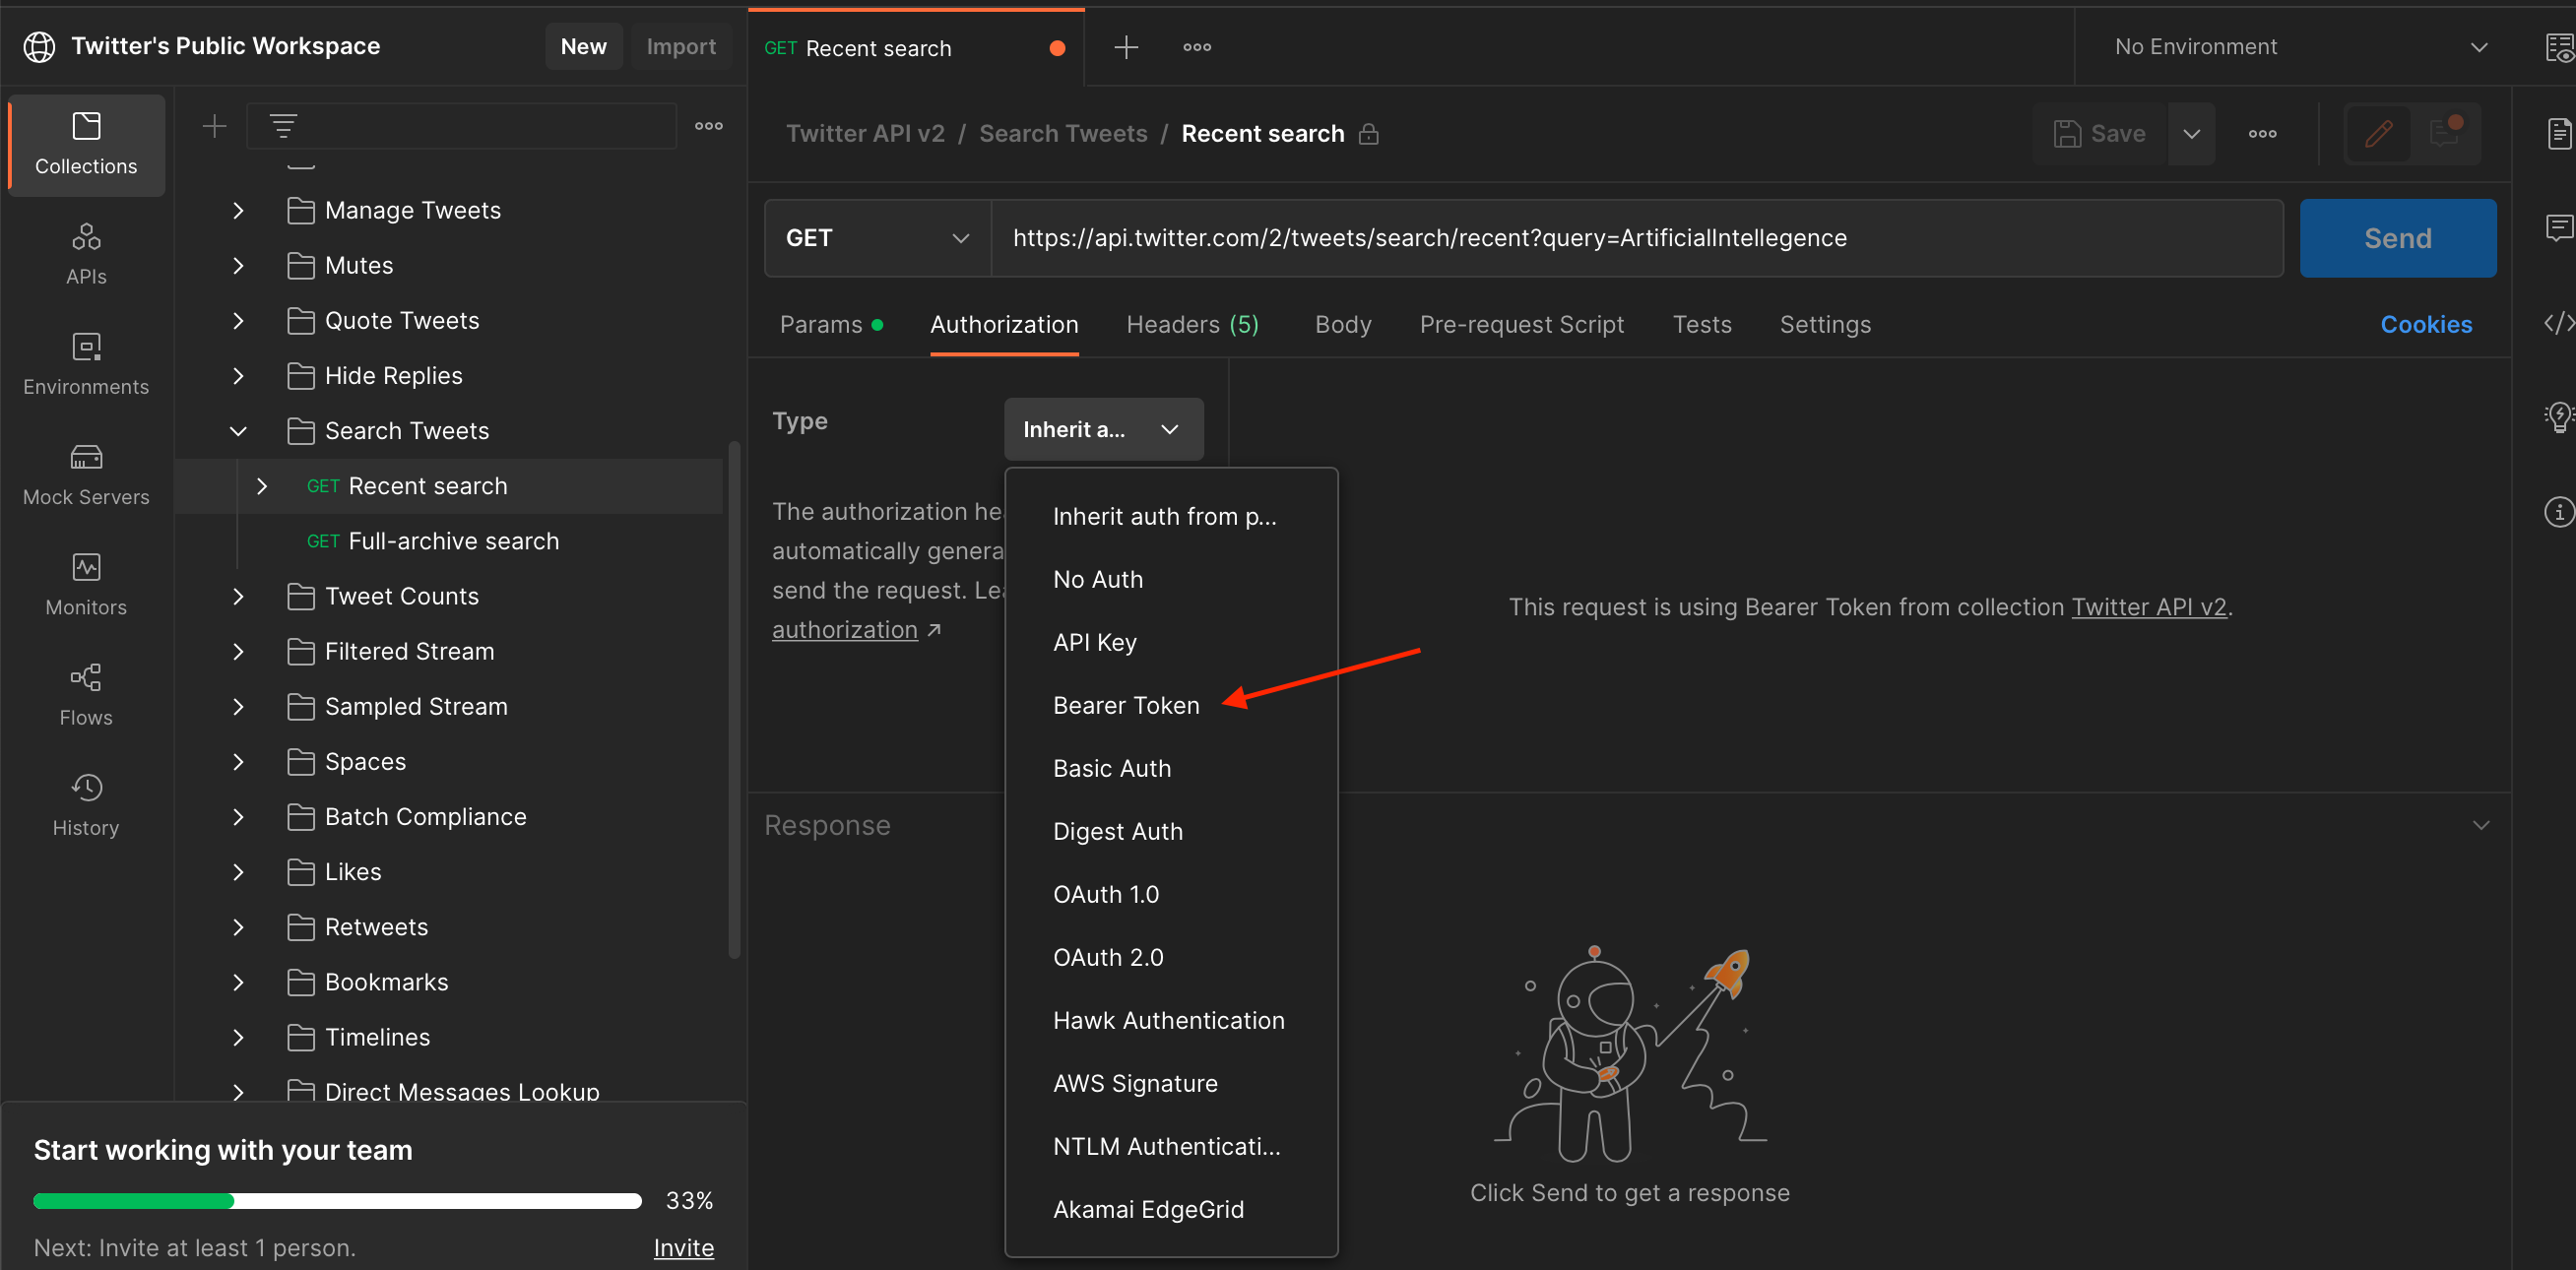 Twitter's Public Workspace
New
Import
GET Recent search
No Environment
Collections
APIs
Environments
Mock Servers
Monitors
Flows
History
Manage Tweets
Mutes
Quote Tweets
Hide Replies
Search Tweets
GET Recent search
GET Full-archive search
Tweet Counts
Filtered Stream
Sampled Stream
Spaces
Batch Compliance
Likes
Retweets
Bookmarks
Timelines
Direct Messages Lookup
Start working with your team
33%
Next: Invite at least 1 person.
Invite
Twitter API v2 / Search Tweets / Recent search
Save
GET
https://api.twitter.com/2/tweets/search/recent?query=ArtificialIntellegence
Send
Params
Authorization
Headers (5)
Body
Pre-request Script
Tests
Settings
Cookies
Type
Inherit a...
The authorization hea
automatically genera
send the request. Lea
authorization
Inherit auth from p...
No Auth
API Key
Bearer Token
Basic Auth
Digest Auth
OAuth 1.0
OAuth 2.0
Hawk Authentication
AWS Signature
NTLM Authenticati...
Akamai EdgeGrid
This request is using Bearer Token from collection Twitter API v2.
Response
Click Send to get a response